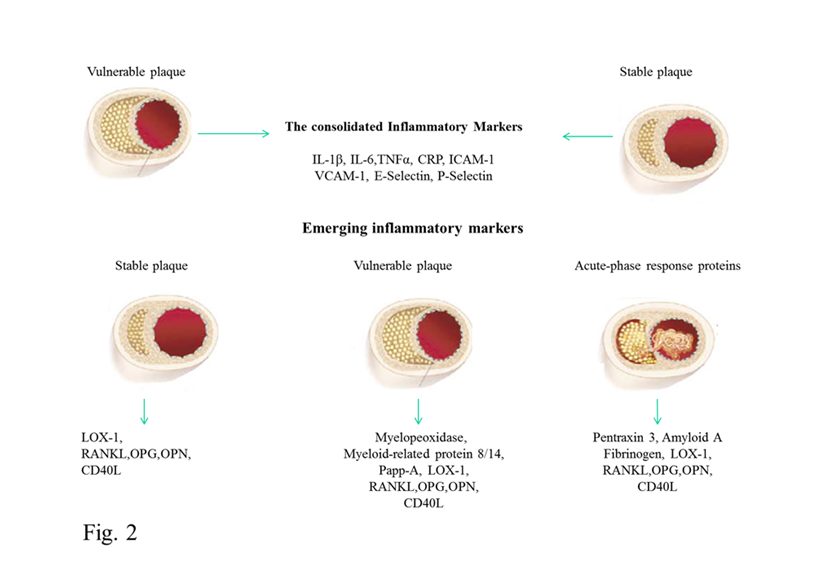 Vulnerable plaque
Stable plaque
The consolidated Inflammatory Markers
IL-1β, IL-6,TNFα, CRP, ICAM-1
VCAM-1, E-Selectin, P-Selectin
Emerging inflammatory markers
Stable plaque
Vulnerable plaque
Acute-phase response proteins
LOX-1,
RANKL,OPG,OPN,
CD40L
Myelopeoxidase,
Myeloid-related protein 8/14,
Papp-A, LOX-1,
RANKL,OPG,OPN,
CD40L
Pentraxin 3, Amyloid A
Fibrinogen, LOX-1,
RANKL,OPG,OPN,
CD40L
Fig. 2